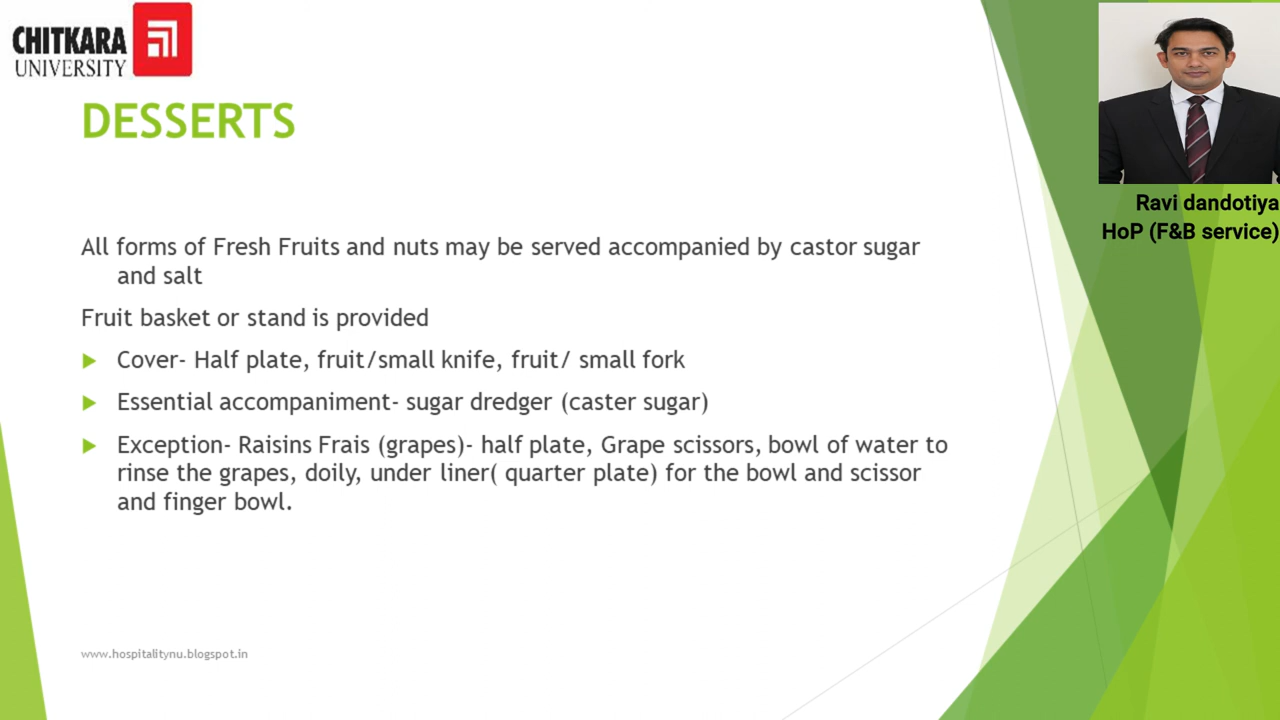 CHITKARA
UNIVERSITY
DESSERTS
Ravi dandotiya
HoP (F&B service)
All forms of Fresh Fruits and nuts may be served accompanied by castor sugar
and salt
Fruit basket or stand is provided
Cover- Half plate, fruit/small knife, fruit/ small fork
Essential accompaniment- sugar dredger (caster sugar)
Exception- Raisins Frais (grapes)- half plate, Grape scissors, bowl of water to
rinse the grapes, doily, under liner( quarter plate) for the bowl and scissor
and finger bowl.
www.hospitalitynu.blogspot.in